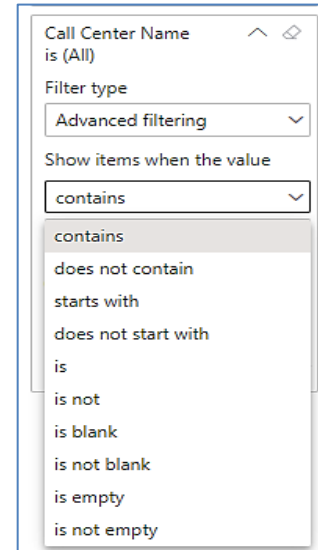 Call Center Name
is (All)
Filter type
Advanced filtering
Show items when the value
contains
contains
does not contain
starts with
does not start with
is
is not
is blank
is not blank
is empty
is not empty